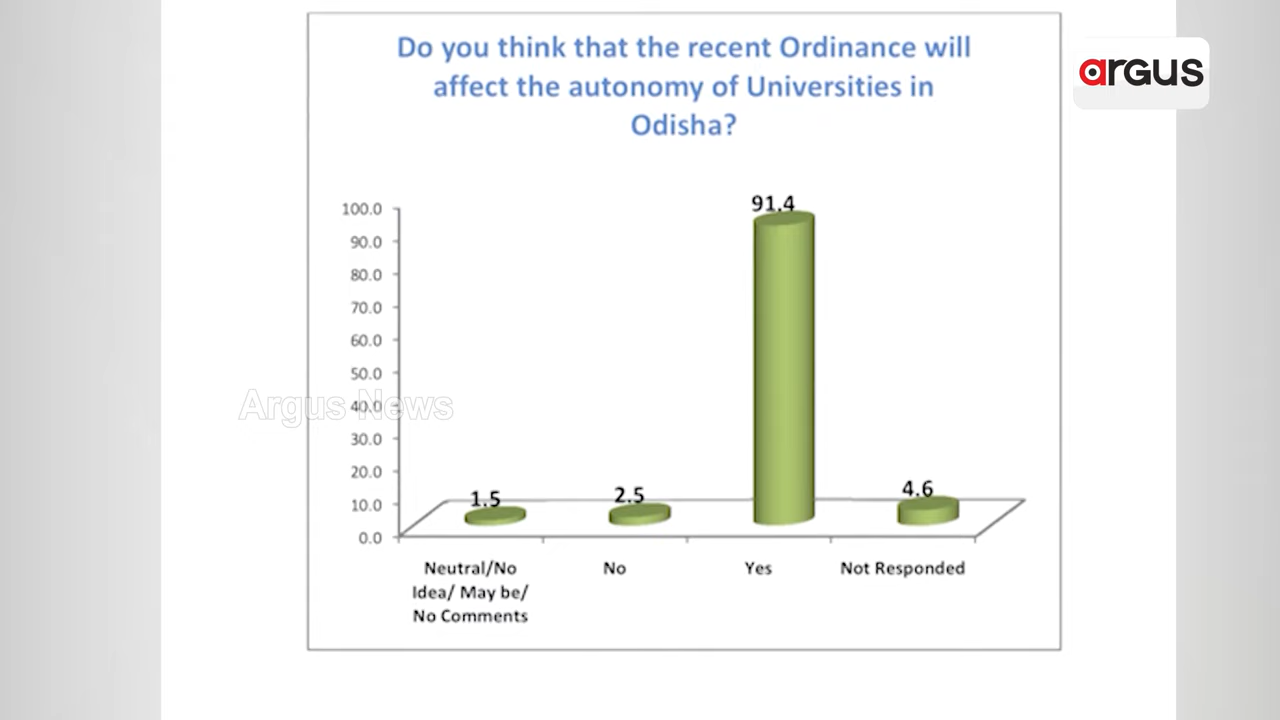 Do you think that the recent Ordinance will
affect the autonomy of Universities in
Odisha?
argus
100.0
90.0
80.0
70.0
60.0
50.0
40.0
30.0
20.0
10.0
0.0
1.5
2.5
91.4
4.6
Neutral/No
Idea/ May be/
No Comments
No
Yes
Not Responded
Argus News